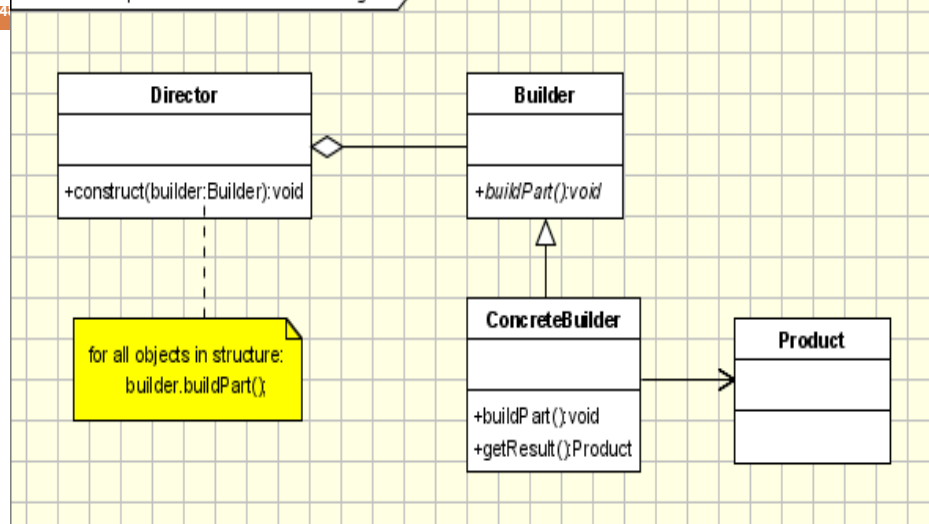 4
Director
+construct(builder:Builder):void
Builder
+buildPart():void
for all objects in structure:
builder.buildPart();
ConcreteBuilder
+buildPart():void
+getResult():Product
Product